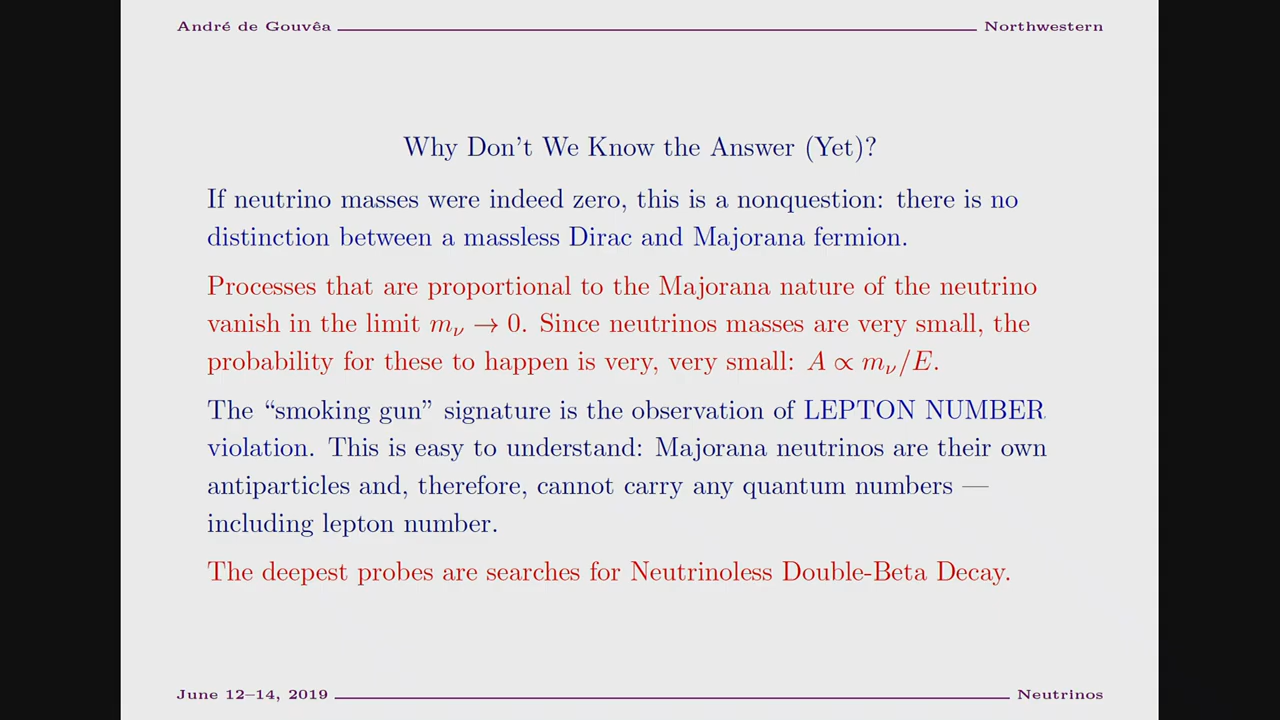 André de Gouvêa Northwestern
Why Don't We Know the Answer (Yet)?
If neutrino masses were indeed zero, this is a nonquestion: there is no
distinction between a massless Dirac and Majorana fermion.
Processes that are proportional to the Majorana nature of the neutrino
vanish in the limit mν → 0. Since neutrinos masses are very small, the
probability for these to happen is very, very small: A ∝ mν/E.
The “smoking gun” signature is the observation of LEPTON NUMBER
violation. This is easy to understand: Majorana neutrinos are their own
antiparticles and, therefore, cannot carry any quantum numbers —
including lepton number.
The deepest probes are searches for Neutrinoless Double-Beta Decay.
June 12–14, 2019 Neutrinos